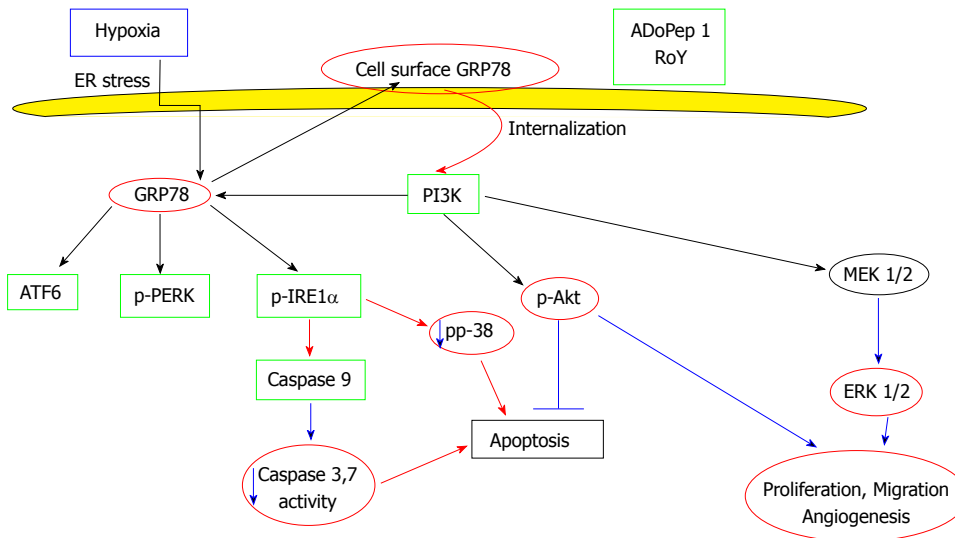 Hypoxia
ADoPep 1
RoY
Cell surface GRP78
ER stress
Internalization
GRP78
PI3K
ATF6
p-PERK
p-IRE1α
p-Akt
MEK 1/2
pp-38
Caspase 9
ERK 1/2
Apoptosis
Caspase 3,7
activity
Proliferation, Migration
Angiogenesis